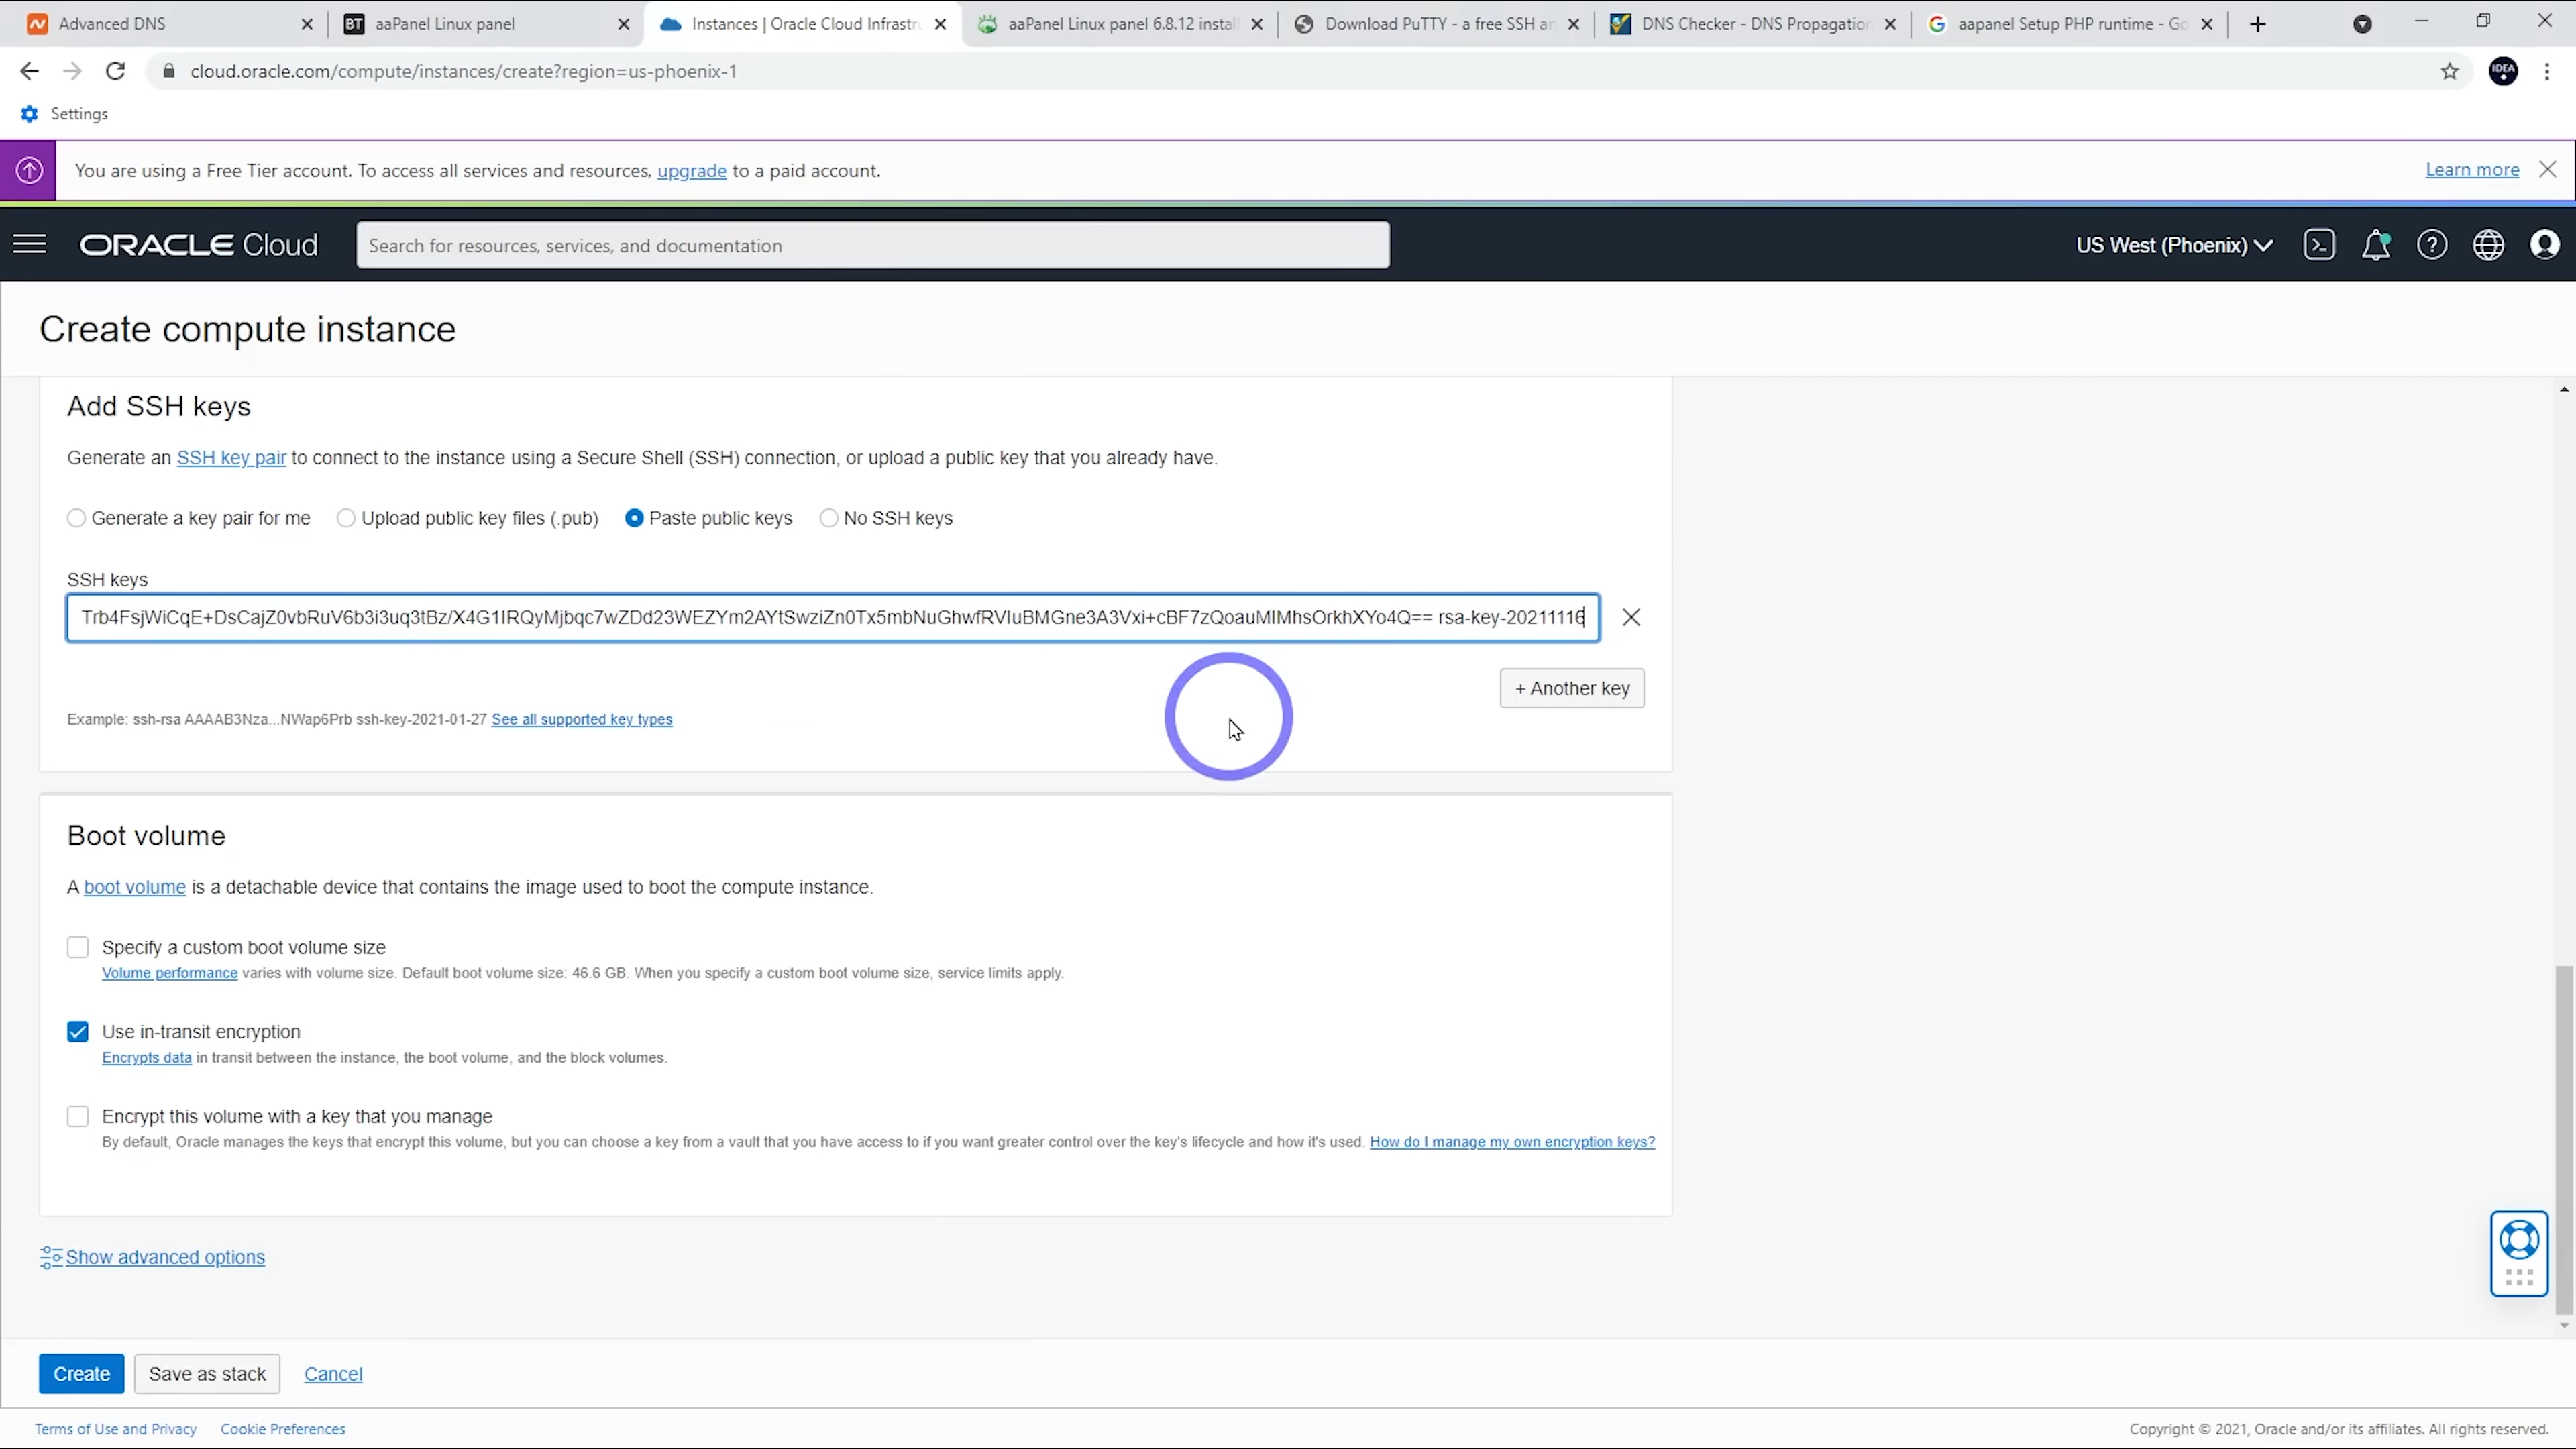 Advanced DNS
BT aaPanel Linux panel
Instances | Oracle Cloud Infrastru
aaPanel Linux panel 6.8.12 instal
Download PuTTY - a free SSH an
DNS Checker - DNS Propagation
aapanel Setup PHP runtime - Go
cloud.oracle.com/compute/instances/create?region=us-phoenix-1
IDEA
Settings
You are using a Free Tier account. To access all services and resources, upgrade to a paid account.
Learn more
ORACLE Cloud
Search for resources, services, and documentation
US West (Phoenix)
Create compute instance
Add SSH keys
Generate an SSH key pair to connect to the instance using a Secure Shell (SSH) connection, or upload a public key that you already have.
Generate a key pair for me
Upload public key files (.pub)
Paste public keys
No SSH keys
SSH keys
Trb4FsjWiCqE+DsCajZ0vbRuV6b3i3uq3tBz/X4G1IRQyMjbqc7wZDd23WEZYm2AYtSwziZn0Tx5mbNuGhwfRVIuBMGne3A3Vxi+cBF7zQoauMIMhsOrkhXYo4Q== rsa-key-20211116
+ Another key
Example: ssh-rsa AAAAB3Nza...NWap6Prb ssh-key-2021-01-27 See all supported key types
Boot volume
A boot volume is a detachable device that contains the image used to boot the compute instance.
Specify a custom boot volume size
Volume performance varies with volume size. Default boot volume size: 46.6 GB. When you specify a custom boot volume size, service limits apply.
Use in-transit encryption
Encrypts data in transit between the instance, the boot volume, and the block volumes.
Encrypt this volume with a key that you manage
By default, Oracle manages the keys that encrypt this volume, but you can choose a key from a vault that you have access to if you want greater control over the key's lifecycle and how it's used. How do I manage my own encryption keys?
Show advanced options
Create
Save as stack
Cancel
Terms of Use and Privacy
Cookie Preferences
Copyright © 2021, Oracle and/or its affiliates. All rights reserved.